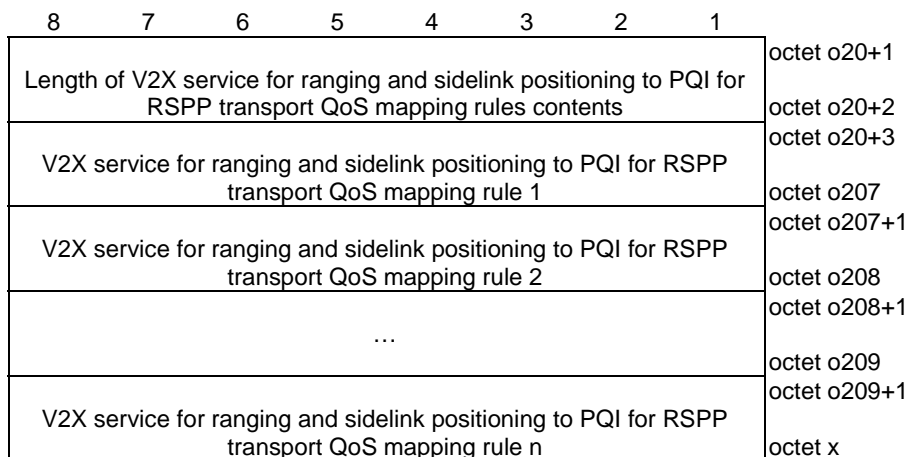 8 7 6 5 4 3 2 1
octet o20+1
Length of V2X service for ranging and sidelink positioning to PQI for
RSPP transport QoS mapping rules contents
octet o20+2
octet o20+3
V2X service for ranging and sidelink positioning to PQI for RSPP
transport QoS mapping rule 1
octet o207
octet o207+1
V2X service for ranging and sidelink positioning to PQI for RSPP
transport QoS mapping rule 2
octet o208
octet o208+1
…
octet o209
octet o209+1
V2X service for ranging and sidelink positioning to PQI for RSPP
transport QoS mapping rule n
octet x